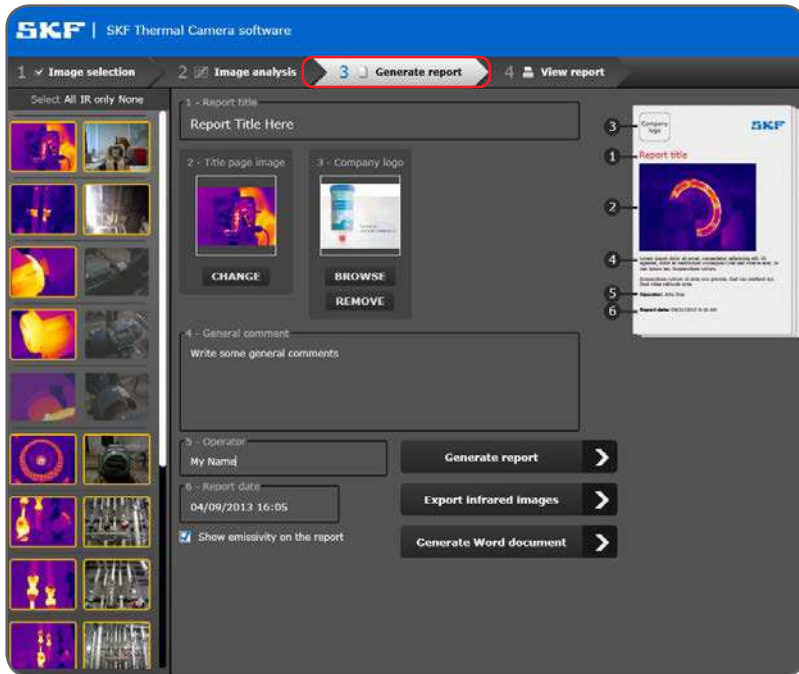 SKF | SKF Thermal Camera software
1 Image selection
2 Image analysis
3 Generate report
4 View report
Select: All IR only None
1 - Report title
Report Title Here
2 - Title page image
CHANGE
3 - Company logo
BROWSE
REMOVE
4 - General comment
Write some general comments
5 - Operator
My Name
6 - Report date
04/09/2013 16:05
Show emissivity on the report
Generate report
Export infrared images
Generate Word document
3
Company
logo
SKF
1
Report title
2
4
5
Operator: John Doe
6